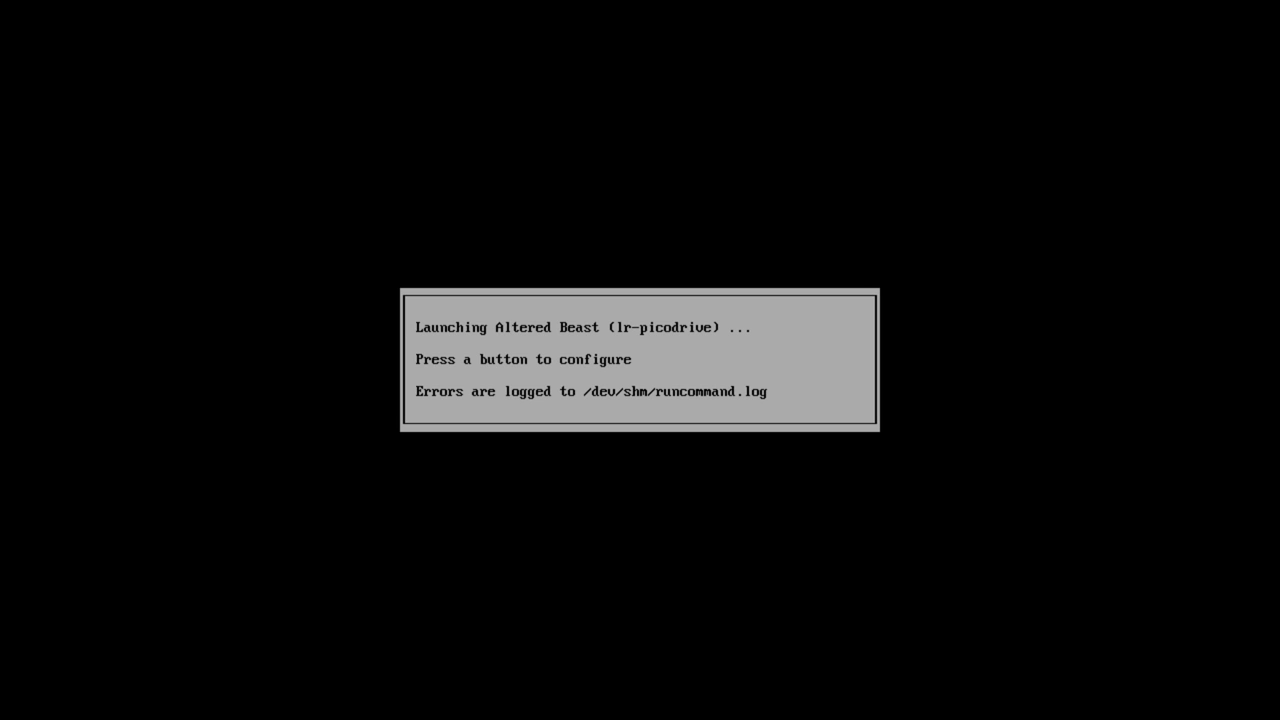 Launching Altered Beast (lr-picodrive) ...
Press a button to configure
Errors are logged to /dev/shm/runcommand.log